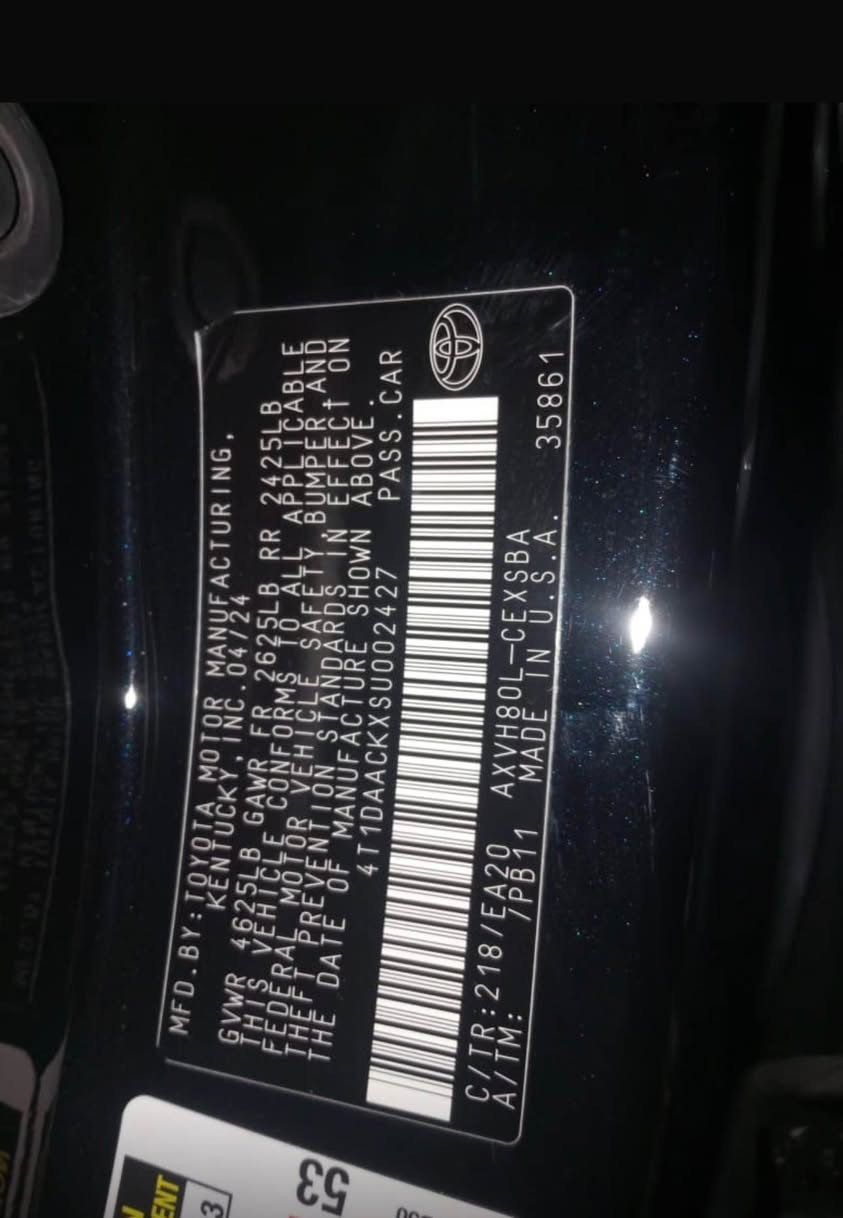 MFD.BY:TOYOTA MOTOR MANUFACTURING,
KENTUCKY,INC.04/24
GVWR 4625LB GAWR FR 2625LB RR 2425LB
THIS VEHICLE CONFORMS TO ALL APPLICABLE
FEDERAL MOTOR VEHICLE SAFETY,BUMPER,AND
THEFT PREVENTION STANDARDS IN EFFECT ON
THE DATE OF MANUFACTURE SHOWN ABOVE.
4T1DAACKXSU002427 PASS.CAR
C/TR:218/EA20 AXVH80L-CEXSBA
A/TM: /PB11 MADE IN U.S.A. 35861
53
3